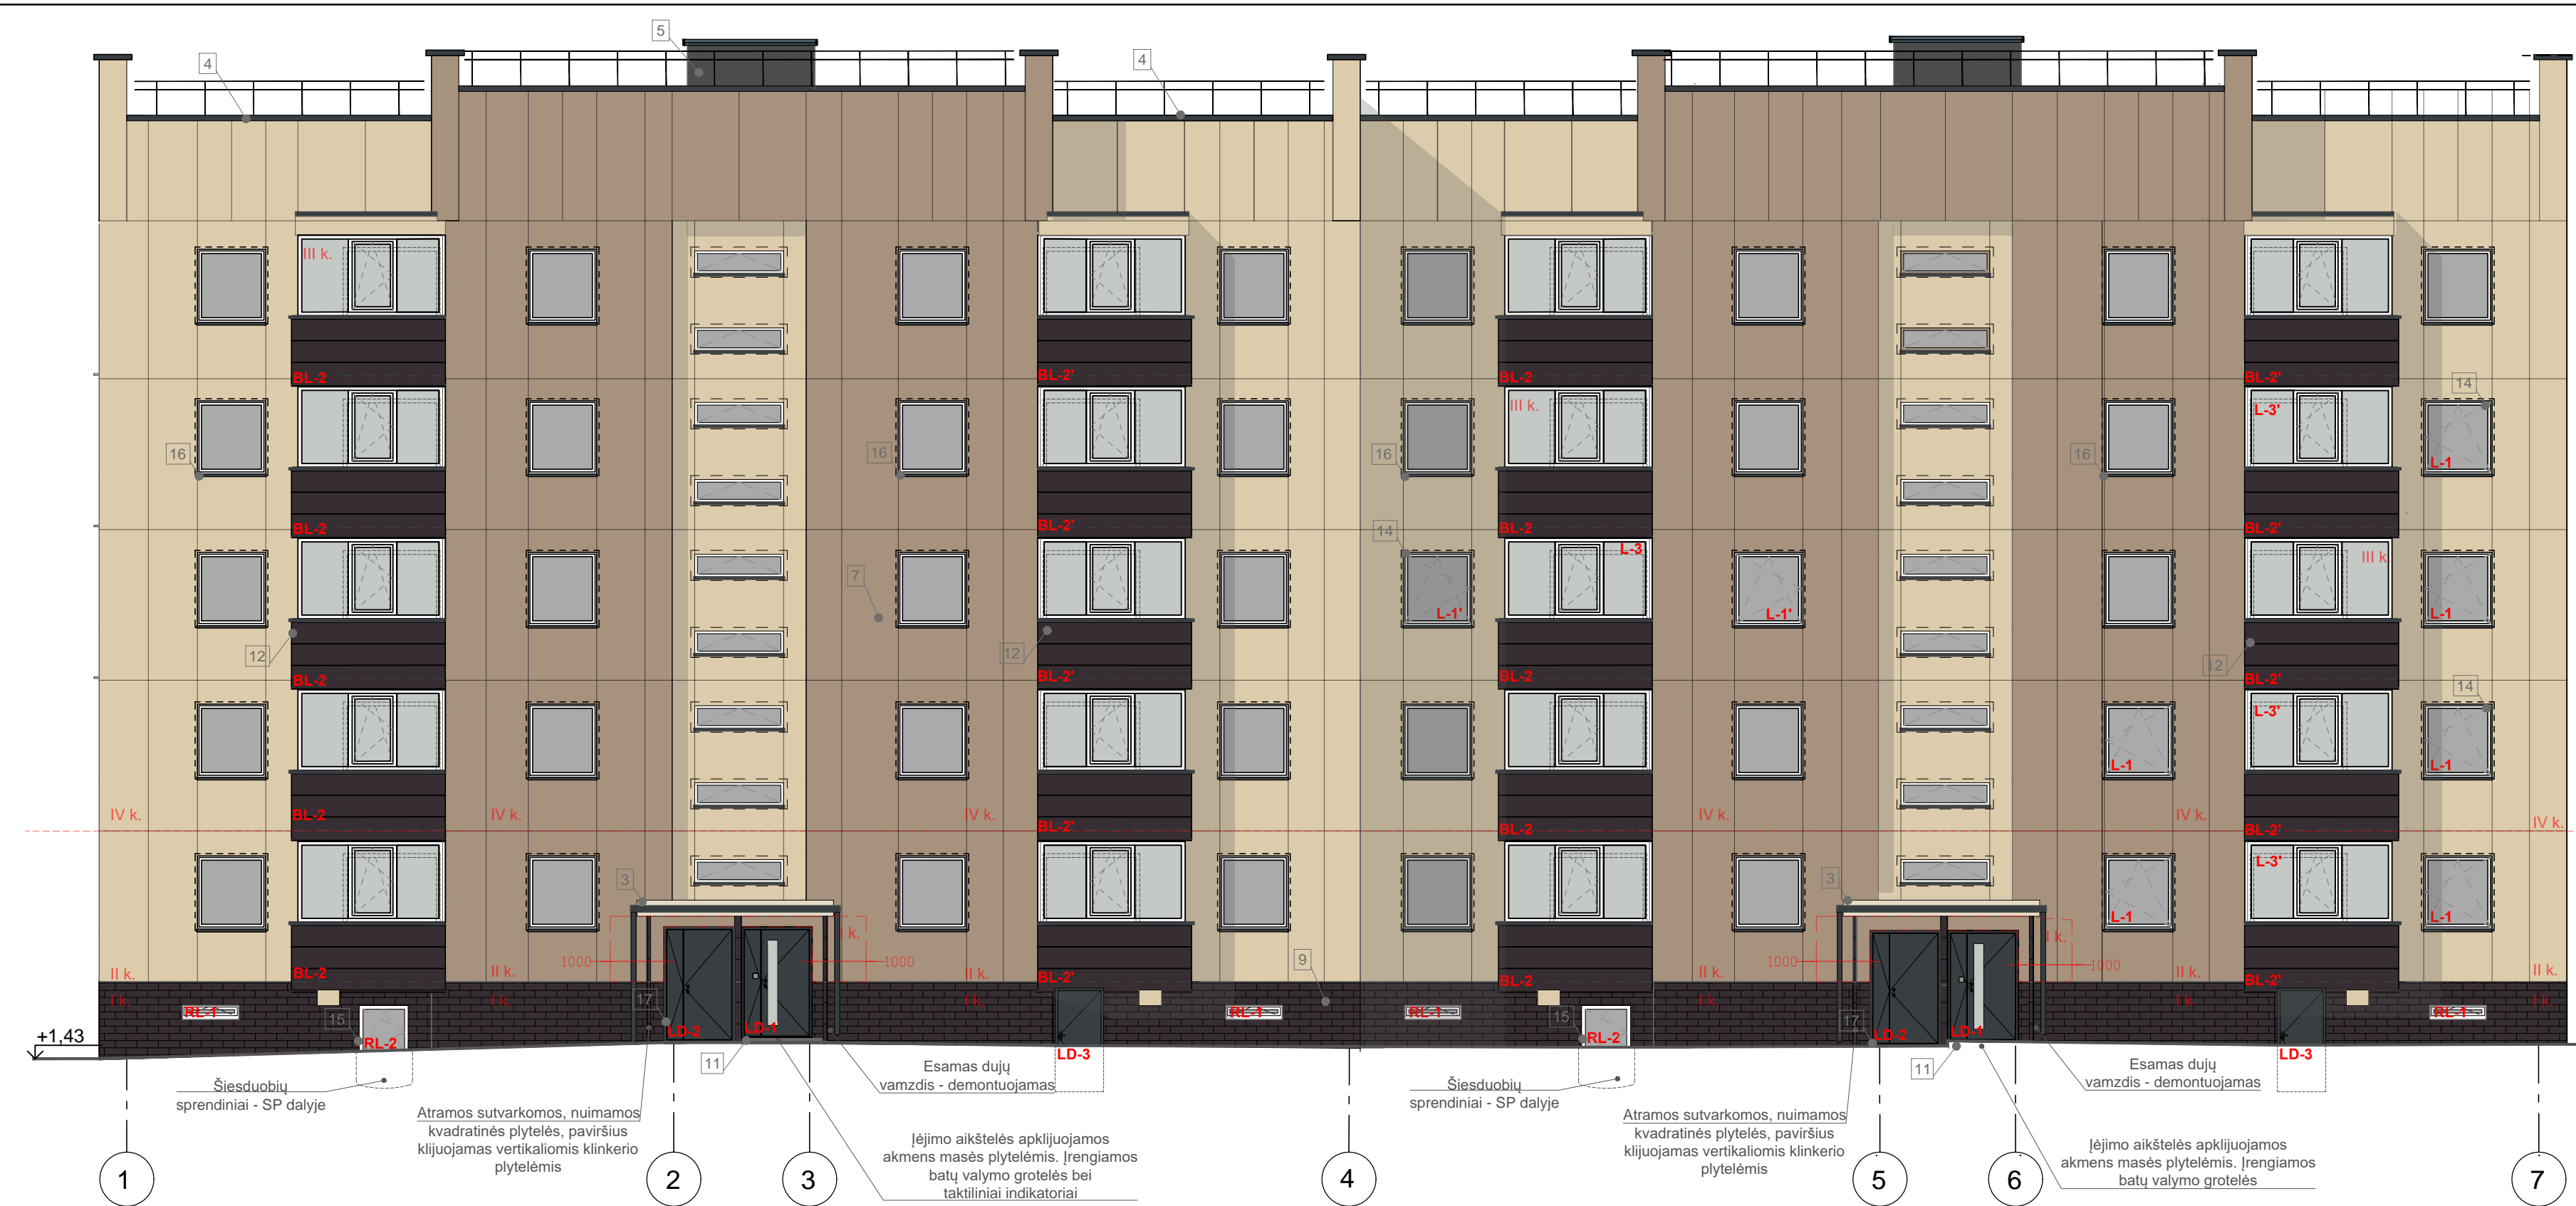 5
4
4
III k.
BL-2
BL-2'
BL-2
BL-2'
14
III k.
L-3'
16
16
16
16
L-1
BL-2
BL-2'
BL-2
BL-2'
14
L-3
III k.
7
L-1'
L-1'
L-1
12
12
12
BL-2
BL-2'
BL-2
BL-2'
14
L-3'
L-1
L-1
IV k.
BL-2
IV k.
IV k.
BL-2'
BL-2
IV k.
IV k.
BL-2'
IV k.
L-3'
3
3
L-1
L-1
I k.
I k.
1000
1000
1000
1000
9
II k.
BL-2
II k.
II k.
BL-2'
BL-2
II k.
II k.
BL-2'
II k.
I k.
I k.
I k.
I k.
I k.
I k.
RL-1
15
17
RL-1
RL-1
15
17
RL-1
+1,43
RL-2
LD-2
LD-1
LD-3
RL-2
LD-2
LD-1
LD-3
11
11
Šiesduobių
sprendiniai - SP dalyje
Atramos sutvarkomos, nuimamos
kvadratinės plytelės, paviršius
klijuojamas vertikaliomis klinkerio
plytelėmis
Esamas dujų
vamzdis - demontuojamas
Įėjimo aikštelės apklijuojamos
akmens masės plytelėmis. Įrengiamos
batų valymo grotelės bei
taktiliniai indikatoriai
Šiesduobių
sprendiniai - SP dalyje
Atramos sutvarkomos, nuimamos
kvadratinės plytelės, paviršius
klijuojamas vertikaliomis klinkerio
plytelėmis
Esamas dujų
vamzdis - demontuojamas
Įėjimo aikštelės apklijuojamos
akmens masės plytelėmis. Įrengiamos
batų valymo grotelės
1
2
3
4
5
6
7